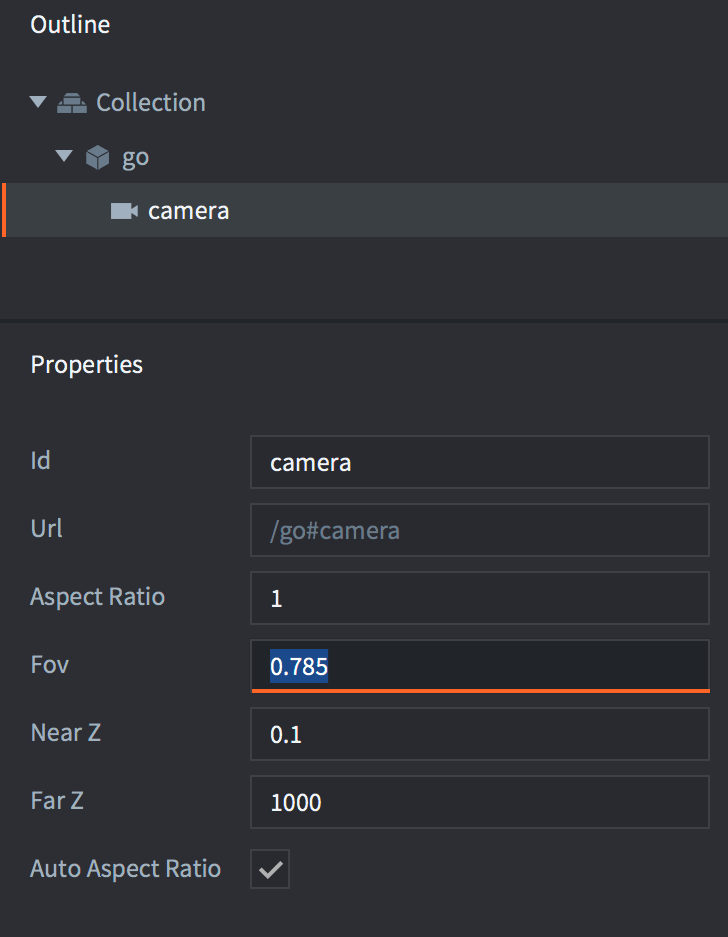 Outline
Collection
go
camera
Properties
Id camera
Url /go#camera
Aspect Ratio 1
Fov 0.785
Near Z 0.1
Far Z 1000
Auto Aspect Ratio